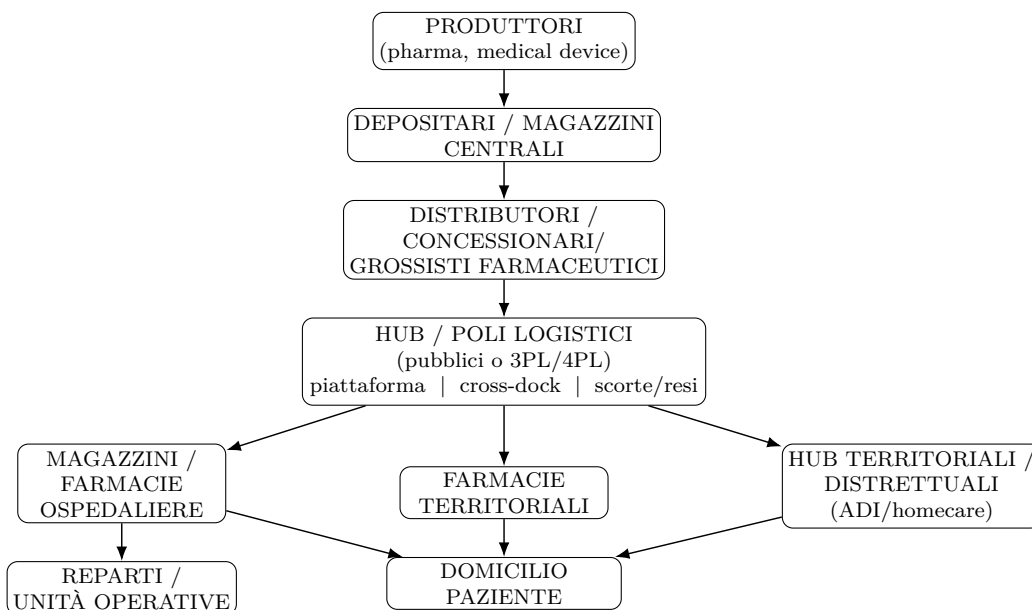 PRODUTTORI
(pharma, medical device)
DEPOSITARI / MAGAZZINI
CENTRALI
DISTRIBUTORI /
CONCESSIONARI/
GROSSISTI FARMACEUTICI
HUB / POLI LOGISTICI
(pubblici o 3PL/4PL)
piattaforma | cross-dock | scorte/resi
MAGAZZINI /
FARMACIE
OSPEDALIERE
FARMACIE
TERRITORIALI
HUB TERRITORIALI /
DISTRETTUALI
(ADI/homecare)
REPARTI /
UNITÀ OPERATIVE
DOMICILIO
PAZIENTE